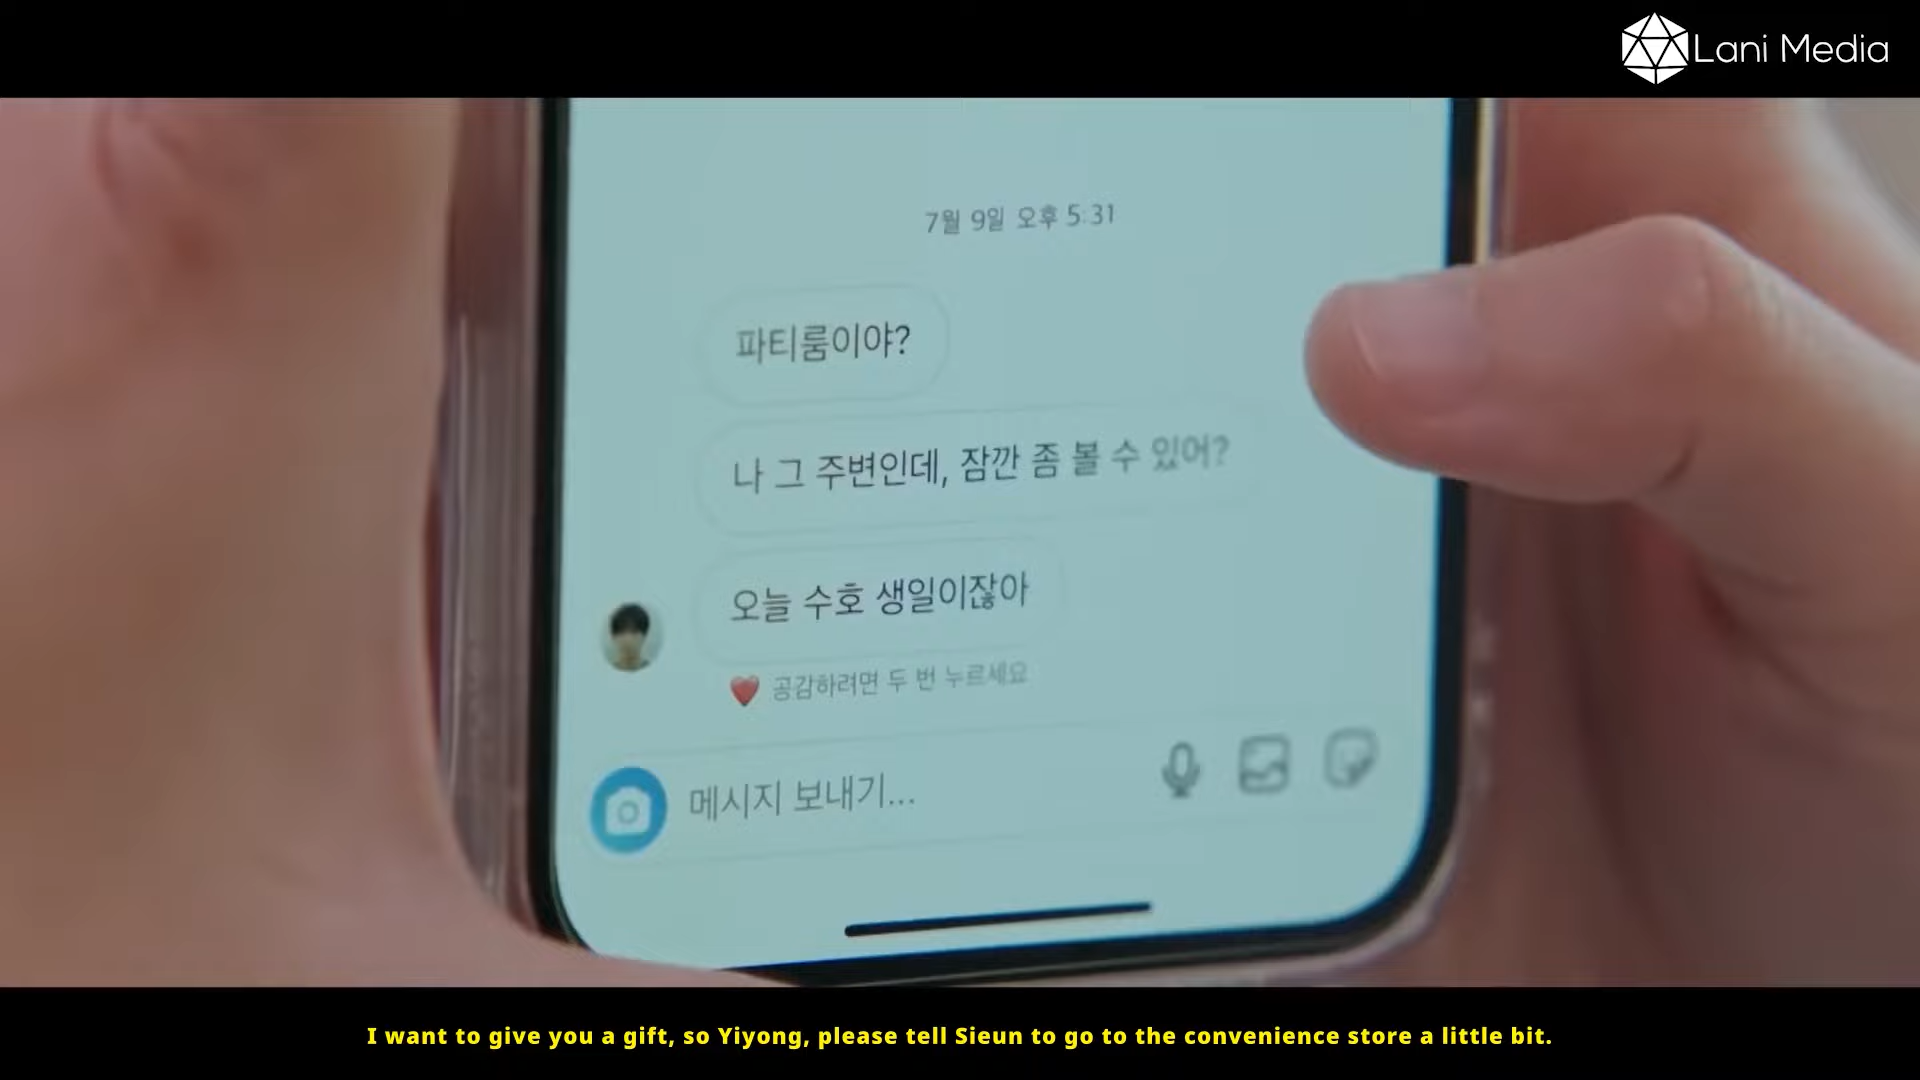 Lani Media
7월 9일 오후 5:31
파티룸이야?
나 그 주변인데, 잠깐 좀 볼 수 있어?
오늘 수호 생일이잖아
공감하려면 두 번 누르세요
메시지 보내기...
I want to give you a gift, so Yiyong, please tell Sieun to go to the convenience store a little bit.